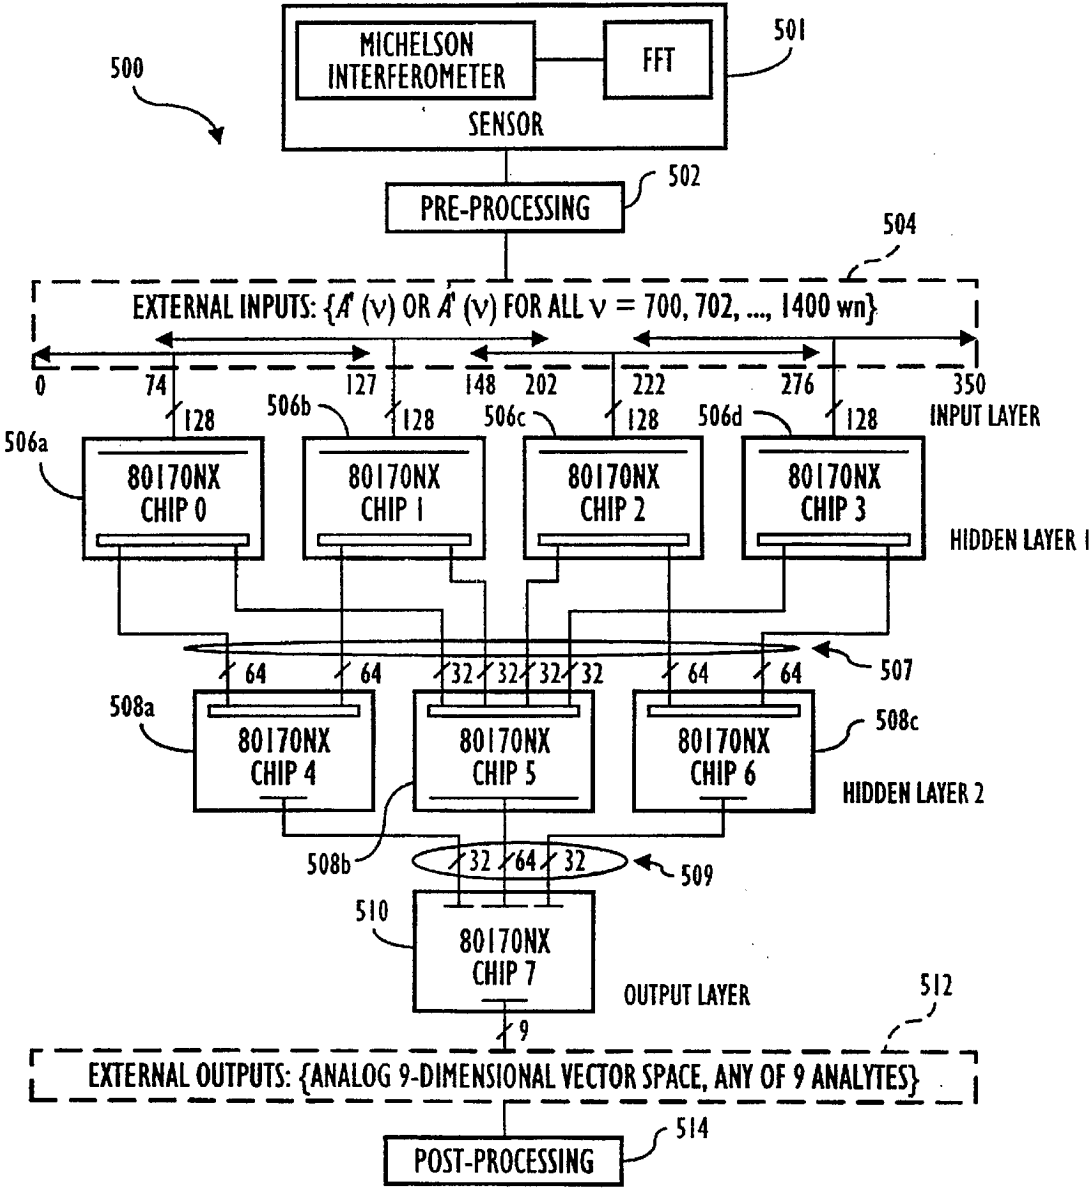 500
MICHELSON
INTERFEROMETER
FFT
501
SENSOR
502
PRE-PROCESSING
504
EXTERNAL INPUTS: {A' (ν) OR A'' (ν) FOR ALL ν = 700, 702, ..., 1400 wn}
0 74 127 148 202 222 276 350
506a 506b 506c 506d
128 128 128 128
INPUT LAYER
80170NX
CHIP 0
80170NX
CHIP 1
80170NX
CHIP 2
80170NX
CHIP 3
HIDDEN LAYER 1
507
64 64 32 32 32 32 64 64
508a
80170NX
CHIP 4
80170NX
CHIP 5
80170NX
CHIP 6
508c
HIDDEN LAYER 2
508b
32 64 32
509
510
80170NX
CHIP 7
OUTPUT LAYER
9
512
EXTERNAL OUTPUTS: {ANALOG 9-DIMENSIONAL VECTOR SPACE, ANY OF 9 ANALYTES}
514
POST-PROCESSING